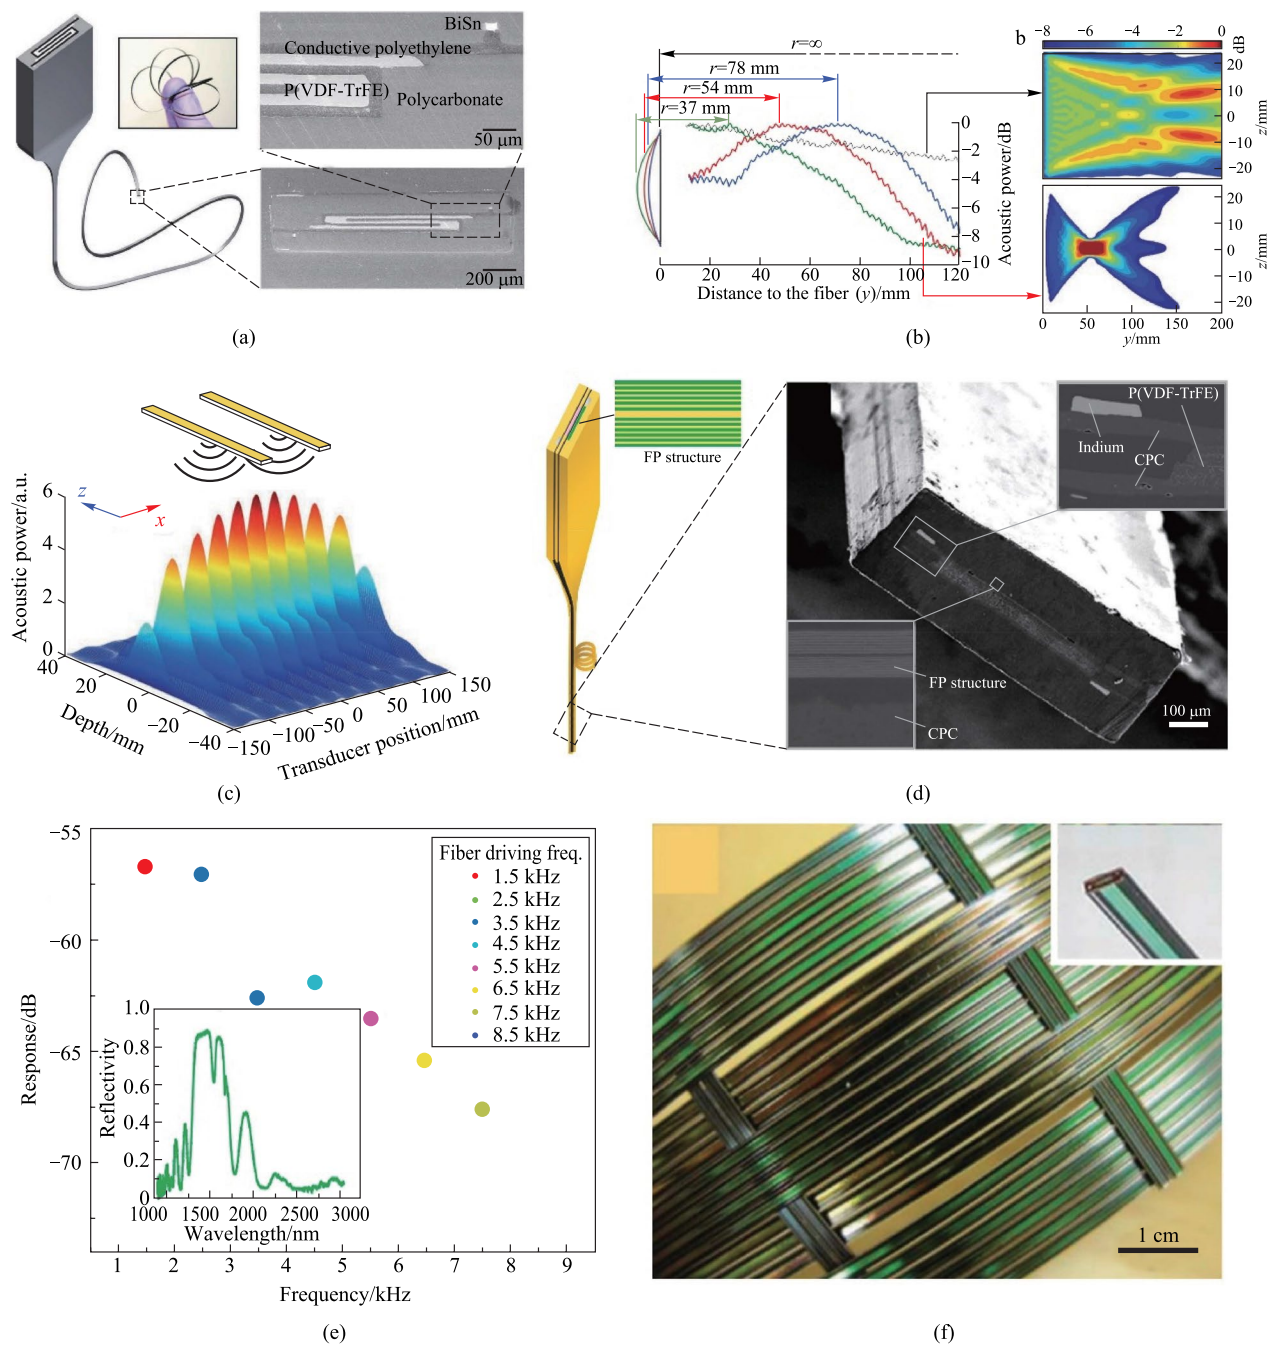 BiSn
Conductive polyethylene
P(VDF-TrFE)
Polycarbonate
50 μm
200 μm
(a)
r=∞
r=78 mm
r=54 mm
r=37 mm
0
−2
−4
−6
−8
−10
Acoustic power/dB
0 20 40 60 80 100 120
Distance to the fiber (y)/mm
b
−8 −6 −4 −2 0
dB
20
10
0
−10
−20
z/mm
20
10
0
−10
−20
z/mm
0 50 100 150 200
y/mm
(b)
z
x
Acoustic power/a.u.
6
4
2
0
40
20
0
−20
−40
Depth/mm
−150
−100
−50
0
50
100
150
Transducer position/mm
(c)
FP structure
P(VDF-TrFE)
Indium
CPC
FP structure
CPC
100 μm
(d)
−55
−60
−65
−70
Response/dB
Fiber driving freq.
1.5 kHz
2.5 kHz
3.5 kHz
4.5 kHz
5.5 kHz
6.5 kHz
7.5 kHz
8.5 kHz
1.0
0.8
0.6
0.4
0.2
0
Reflectivity
1000 1500 2000 2500 3000
Wavelength/nm
1 2 3 4 5 6 7 8 9
Frequency/kHz
(e)
1 cm
(f)